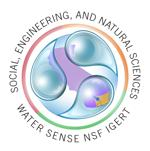 SOCIAL, ENGINEERING, AND NATURAL SCIENCES
WATER SENSE NSF IGERT